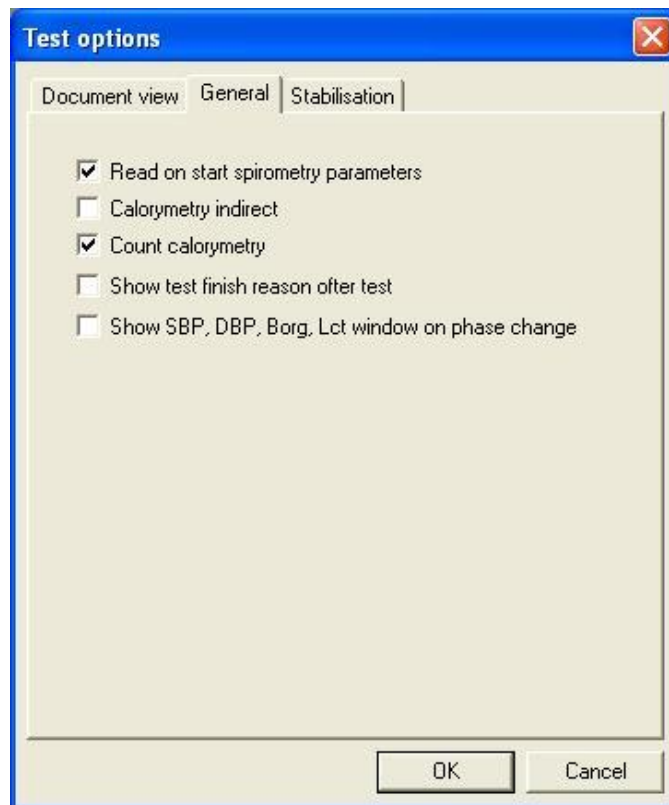 Test options
Document view General Stabilisation
Read on start spirometry parameters
Calorymetry indirect
Count calorymetry
Show test finish reason ofter test
Show SBP, DBP, Borg, Lct window on phase change
OK Cancel